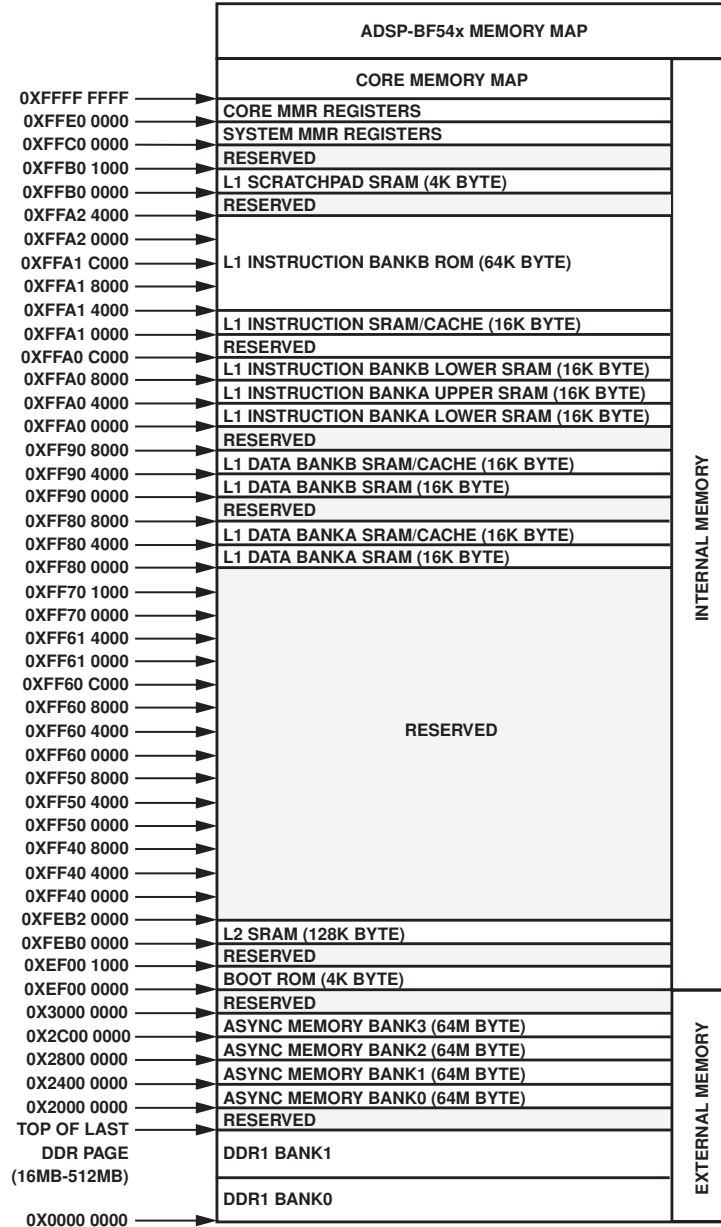 ADSP-BF54x MEMORY MAP
CORE MEMORY MAP
0XFFFF FFFF
CORE MMR REGISTERS
0XFFE0 0000
SYSTEM MMR REGISTERS
0XFFC0 0000
RESERVED
0XFFB0 1000
L1 SCRATCHPAD SRAM (4K BYTE)
0XFFB0 0000
RESERVED
0XFFA2 4000
0XFFA2 0000
0XFFA1 C000
L1 INSTRUCTION BANKB ROM (64K BYTE)
0XFFA1 8000
0XFFA1 4000
L1 INSTRUCTION SRAM/CACHE (16K BYTE)
0XFFA1 0000
RESERVED
0XFFA0 C000
L1 INSTRUCTION BANKB LOWER SRAM (16K BYTE)
0XFFA0 8000
L1 INSTRUCTION BANKA UPPER SRAM (16K BYTE)
0XFFA0 4000
L1 INSTRUCTION BANKA LOWER SRAM (16K BYTE)
0XFFA0 0000
RESERVED
0XFF90 8000
L1 DATA BANKB SRAM/CACHE (16K BYTE)
0XFF90 4000
L1 DATA BANKB SRAM (16K BYTE)
0XFF90 0000
RESERVED
0XFF80 8000
L1 DATA BANKA SRAM/CACHE (16K BYTE)
0XFF80 4000
L1 DATA BANKA SRAM (16K BYTE)
0XFF80 0000
0XFF70 1000
0XFF70 0000
0XFF61 4000
0XFF61 0000
0XFF60 C000
0XFF60 8000
0XFF60 4000
RESERVED
0XFF60 0000
0XFF50 8000
0XFF50 4000
0XFF50 0000
0XFF40 8000
0XFF40 4000
0XFF40 0000
0XFEB2 0000
L2 SRAM (128K BYTE)
0XFEB0 0000
RESERVED
0XEF00 1000
BOOT ROM (4K BYTE)
0XEF00 0000
RESERVED
0X3000 0000
ASYNC MEMORY BANK3 (64M BYTE)
0X2C00 0000
ASYNC MEMORY BANK2 (64M BYTE)
0X2800 0000
ASYNC MEMORY BANK1 (64M BYTE)
0X2400 0000
ASYNC MEMORY BANK0 (64M BYTE)
0X2000 0000
RESERVED
TOP OF LAST
DDR PAGE
(16MB-512MB)
DDR1 BANK1
DDR1 BANK0
0X0000 0000
INTERNAL MEMORY
EXTERNAL MEMORY